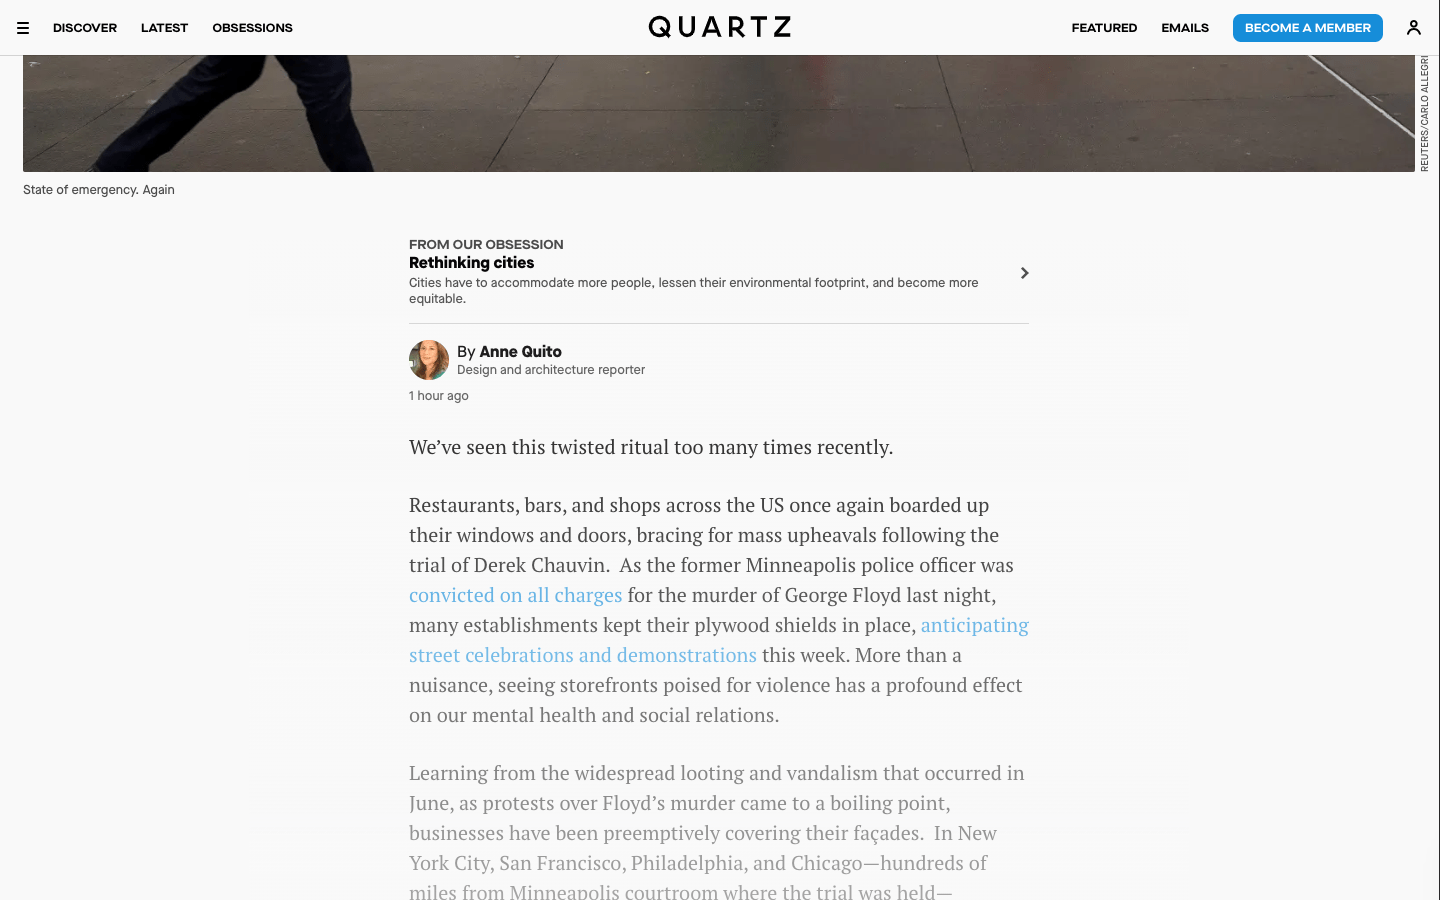 DISCOVER LATEST OBSESSIONS QUARTZ FEATURED EMAILS BECOME A MEMBER
REUTERS/CARLO ALLEGRI
State of emergency. Again
FROM OUR OBSESSION
Rethinking cities
Cities have to accommodate more people, lessen their environmental footprint, and become more
equitable.
By Anne Quito
Design and architecture reporter
1 hour ago
We’ve seen this twisted ritual too many times recently.
Restaurants, bars, and shops across the US once again boarded up
their windows and doors, bracing for mass upheavals following the
trial of Derek Chauvin.  As the former Minneapolis police officer was
convicted on all charges for the murder of George Floyd last night,
many establishments kept their plywood shields in place, anticipating
street celebrations and demonstrations this week. More than a
nuisance, seeing storefronts poised for violence has a profound effect
on our mental health and social relations.
Learning from the widespread looting and vandalism that occurred in
June, as protests over Floyd’s murder came to a boiling point,
businesses have been preemptively covering their façades.  In New
York City, San Francisco, Philadelphia, and Chicago—hundreds of
miles from Minneapolis courtroom where the trial was held—